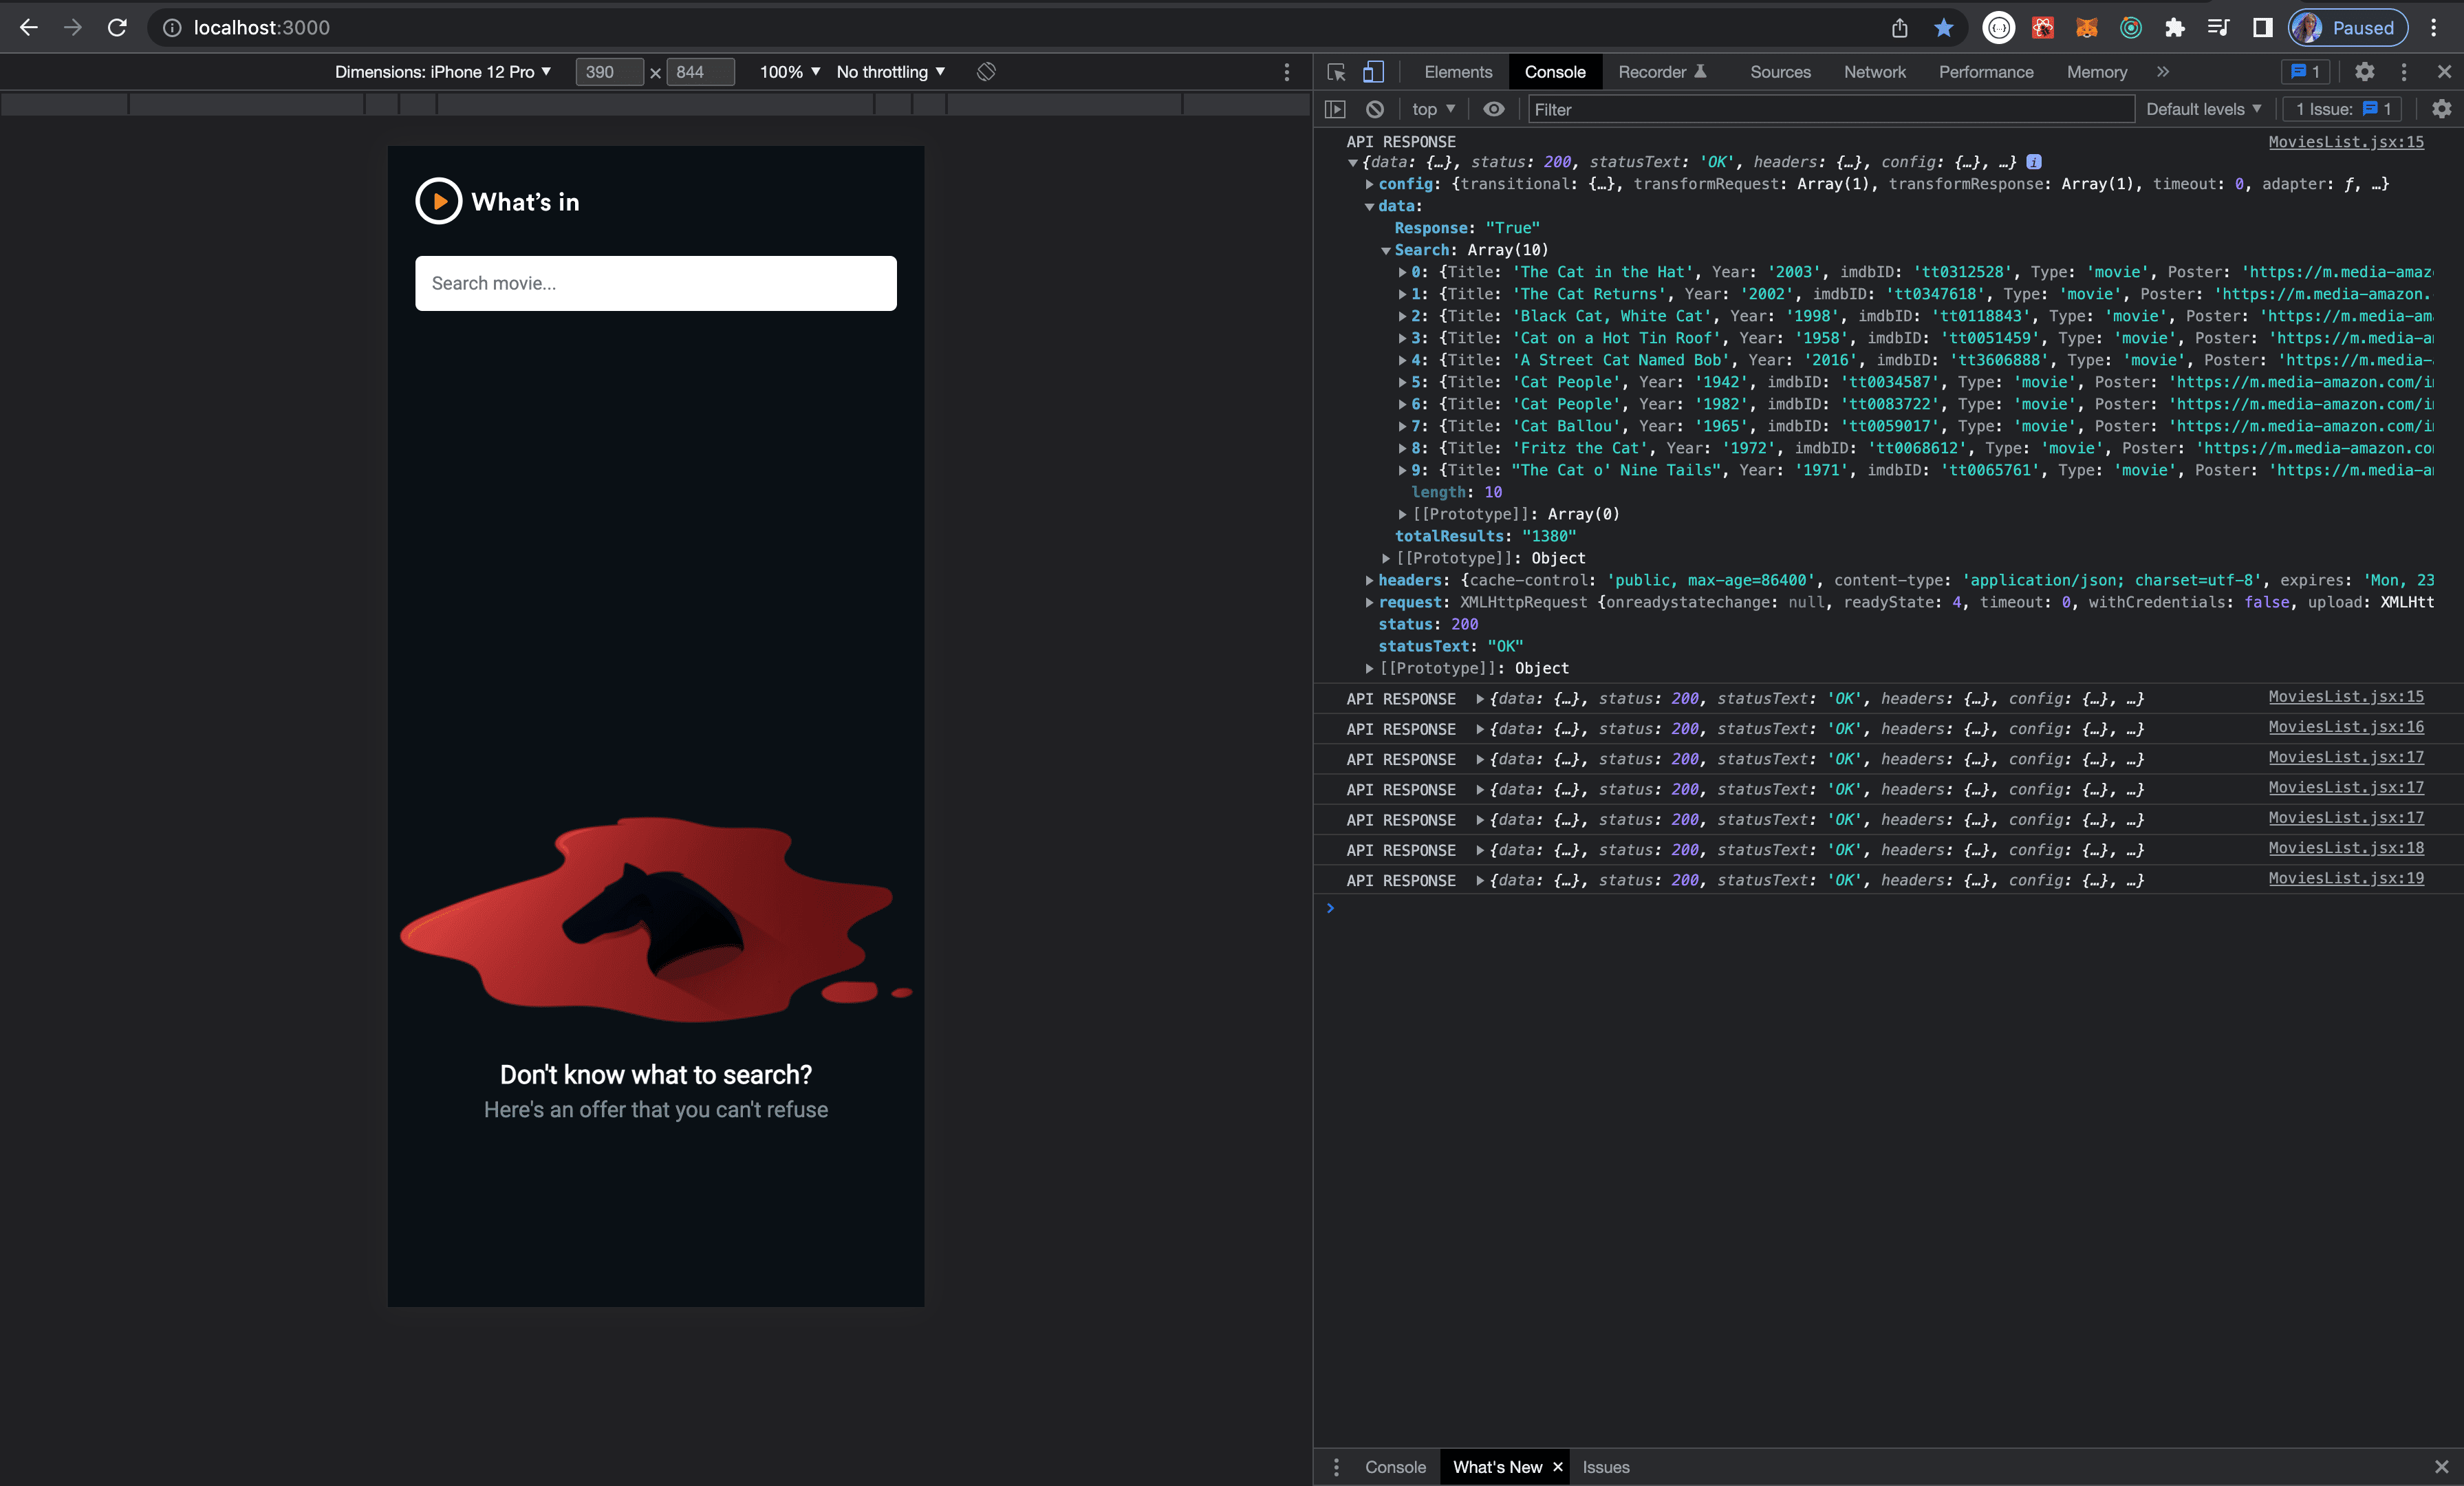 localhost:3000
Paused
Dimensions: iPhone 12 Pro ▼ 390 × 844 100% ▼ No throttling ▼
Elements Console Recorder Sources Network Performance Memory » 1
top ▼ Filter Default levels ▼ 1 Issue: 1
What's in
Search movie...
Don't know what to search?
Here's an offer that you can't refuse
API RESPONSE MoviesList.jsx:15
▼{data: {…}, status: 200, statusText: 'OK', headers: {…}, config: {…}, …} i
▶config: {transitional: {…}, transformRequest: Array(1), transformResponse: Array(1), timeout: 0, adapter: ƒ, …}
▼data:
Response: "True"
▼Search: Array(10)
▶0: {Title: 'The Cat in the Hat', Year: '2003', imdbID: 'tt0312528', Type: 'movie', Poster: 'https://m.media-amaz
▶1: {Title: 'The Cat Returns', Year: '2002', imdbID: 'tt0347618', Type: 'movie', Poster: 'https://m.media-amazon.
▶2: {Title: 'Black Cat, White Cat', Year: '1998', imdbID: 'tt0118843', Type: 'movie', Poster: 'https://m.media-am
▶3: {Title: 'Cat on a Hot Tin Roof', Year: '1958', imdbID: 'tt0051459', Type: 'movie', Poster: 'https://m.media-a
▶4: {Title: 'A Street Cat Named Bob', Year: '2016', imdbID: 'tt3606888', Type: 'movie', Poster: 'https://m.media-
▶5: {Title: 'Cat People', Year: '1942', imdbID: 'tt0034587', Type: 'movie', Poster: 'https://m.media-amazon.com/i
▶6: {Title: 'Cat People', Year: '1982', imdbID: 'tt0083722', Type: 'movie', Poster: 'https://m.media-amazon.com/i
▶7: {Title: 'Cat Ballou', Year: '1965', imdbID: 'tt0059017', Type: 'movie', Poster: 'https://m.media-amazon.com/i
▶8: {Title: 'Fritz the Cat', Year: '1972', imdbID: 'tt0068612', Type: 'movie', Poster: 'https://m.media-amazon.co
▶9: {Title: "The Cat o' Nine Tails", Year: '1971', imdbID: 'tt0065761', Type: 'movie', Poster: 'https://m.media-a
length: 10
▶[[Prototype]]: Array(0)
totalResults: "1380"
▶[[Prototype]]: Object
▶headers: {cache-control: 'public, max-age=86400', content-type: 'application/json; charset=utf-8', expires: 'Mon, 23
▶request: XMLHttpRequest {onreadystatechange: null, readyState: 4, timeout: 0, withCredentials: false, upload: XMLHtt
status: 200
statusText: "OK"
▶[[Prototype]]: Object
API RESPONSE ▶{data: {…}, status: 200, statusText: 'OK', headers: {…}, config: {…}, …} MoviesList.jsx:15
API RESPONSE ▶{data: {…}, status: 200, statusText: 'OK', headers: {…}, config: {…}, …} MoviesList.jsx:16
API RESPONSE ▶{data: {…}, status: 200, statusText: 'OK', headers: {…}, config: {…}, …} MoviesList.jsx:17
API RESPONSE ▶{data: {…}, status: 200, statusText: 'OK', headers: {…}, config: {…}, …} MoviesList.jsx:17
API RESPONSE ▶{data: {…}, status: 200, statusText: 'OK', headers: {…}, config: {…}, …} MoviesList.jsx:17
API RESPONSE ▶{data: {…}, status: 200, statusText: 'OK', headers: {…}, config: {…}, …} MoviesList.jsx:18
API RESPONSE ▶{data: {…}, status: 200, statusText: 'OK', headers: {…}, config: {…}, …} MoviesList.jsx:19
Console What's New × Issues